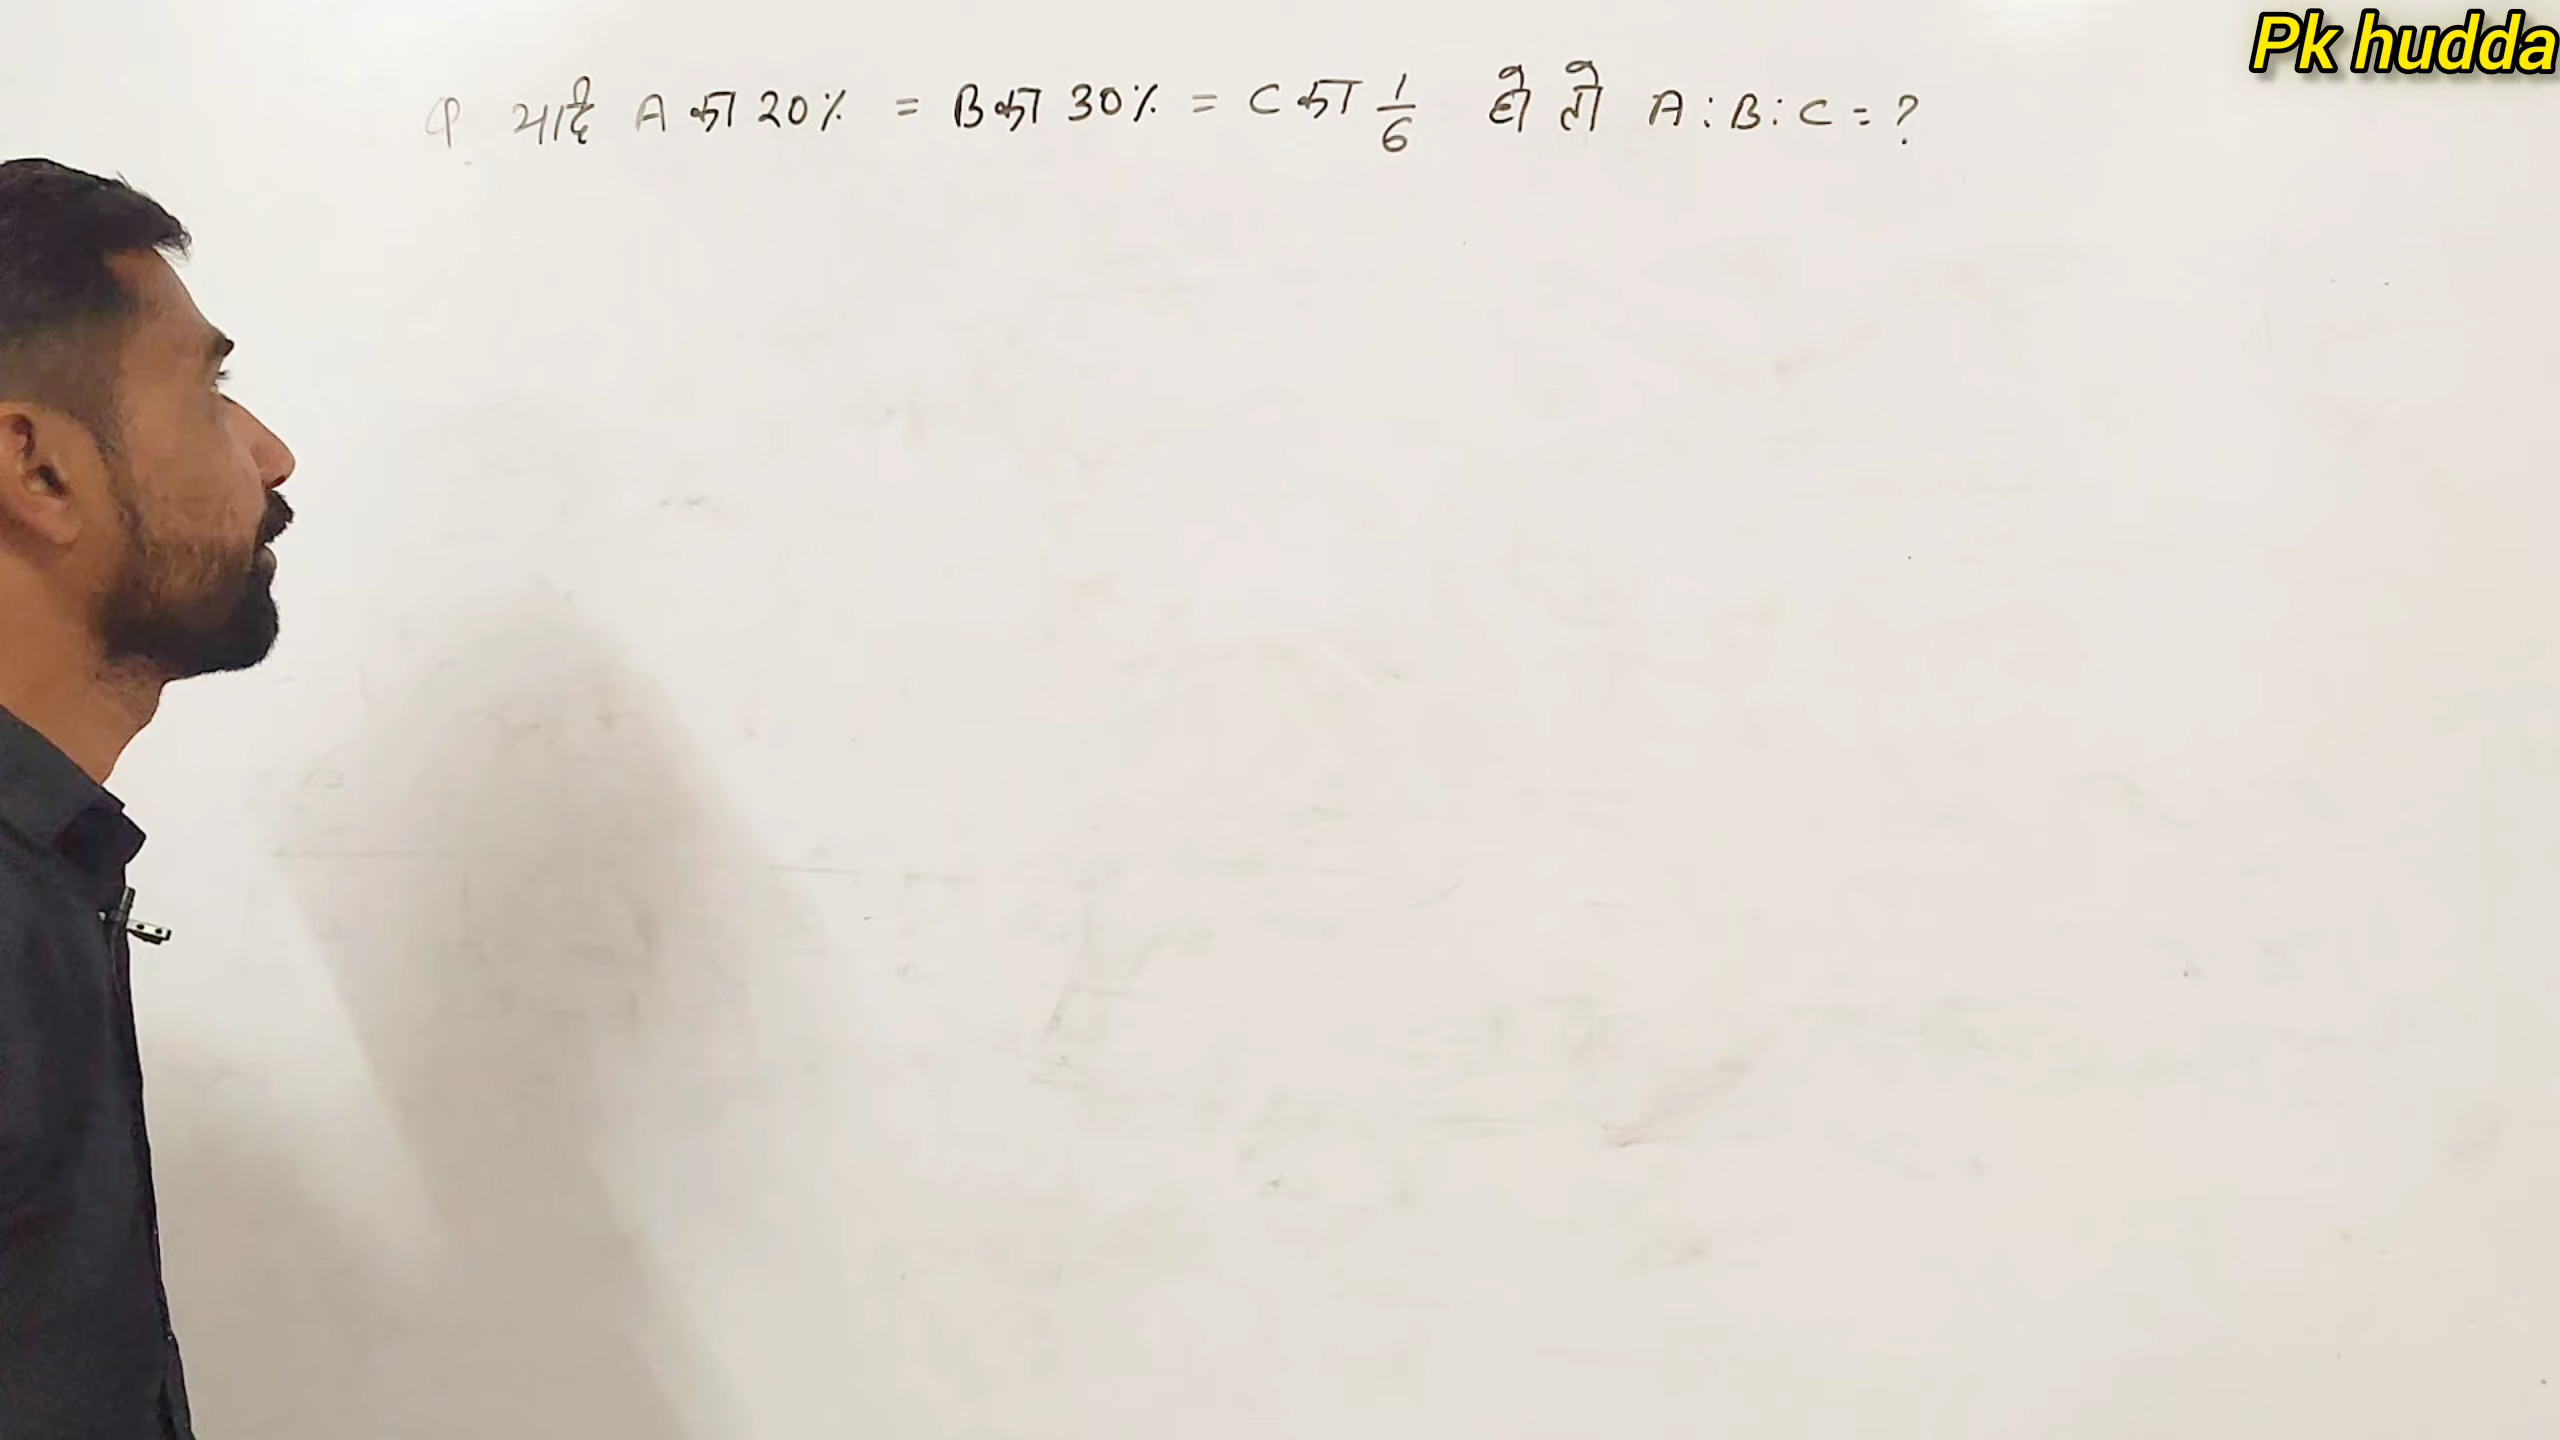 Pk hudda
प्र यदि A का 20% = B का 30% = C का 1/6 हो तो A:B:C=?